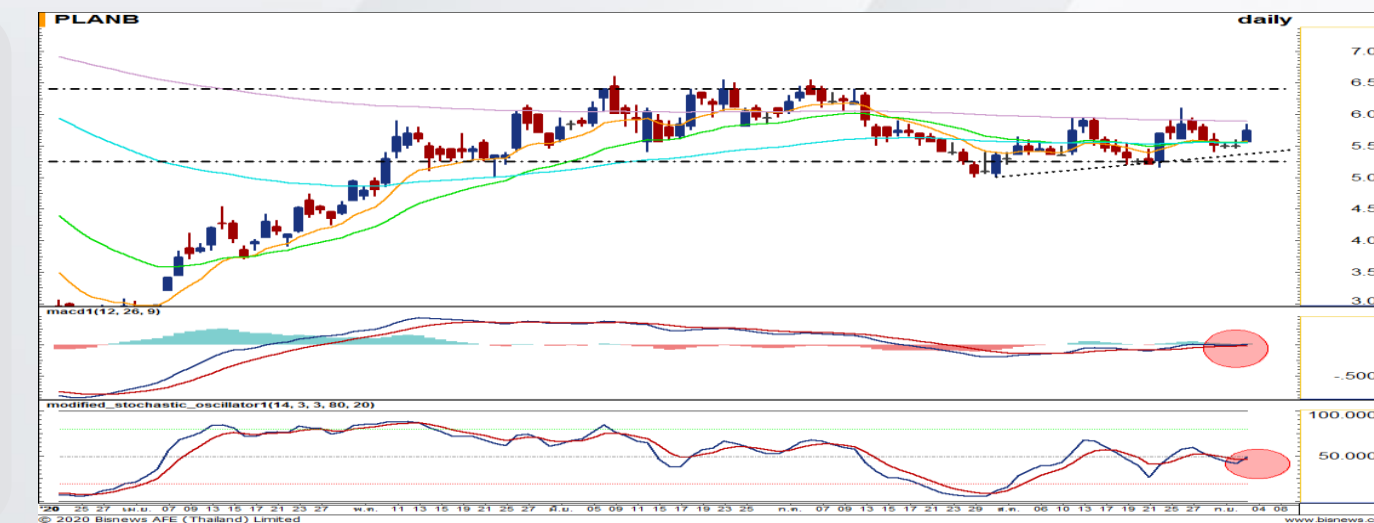 PLANB daily
7.0
6.5
6.0
5.5
5.0
4.5
4.0
3.5
3.0
macd1(12, 26, 9)
-.500
modified_stochastic_oscillator1(14, 3, 3, 80, 20)
100.000
50.000
'20 25 27 เม.ย. 07 09 13 15 17 21 23 27 พ.ค. 11 13 15 19 21 25 27 มิ.ย. 05 09 11 15 17 19 23 25 ก.ค. 07 09 13 15 17 21 23 29 ส.ค. 06 10 13 17 19 21 25 27 ก.ย. 04 08
© 2020 Bisnews AFE (Thailand) Limited www.bisnews.c